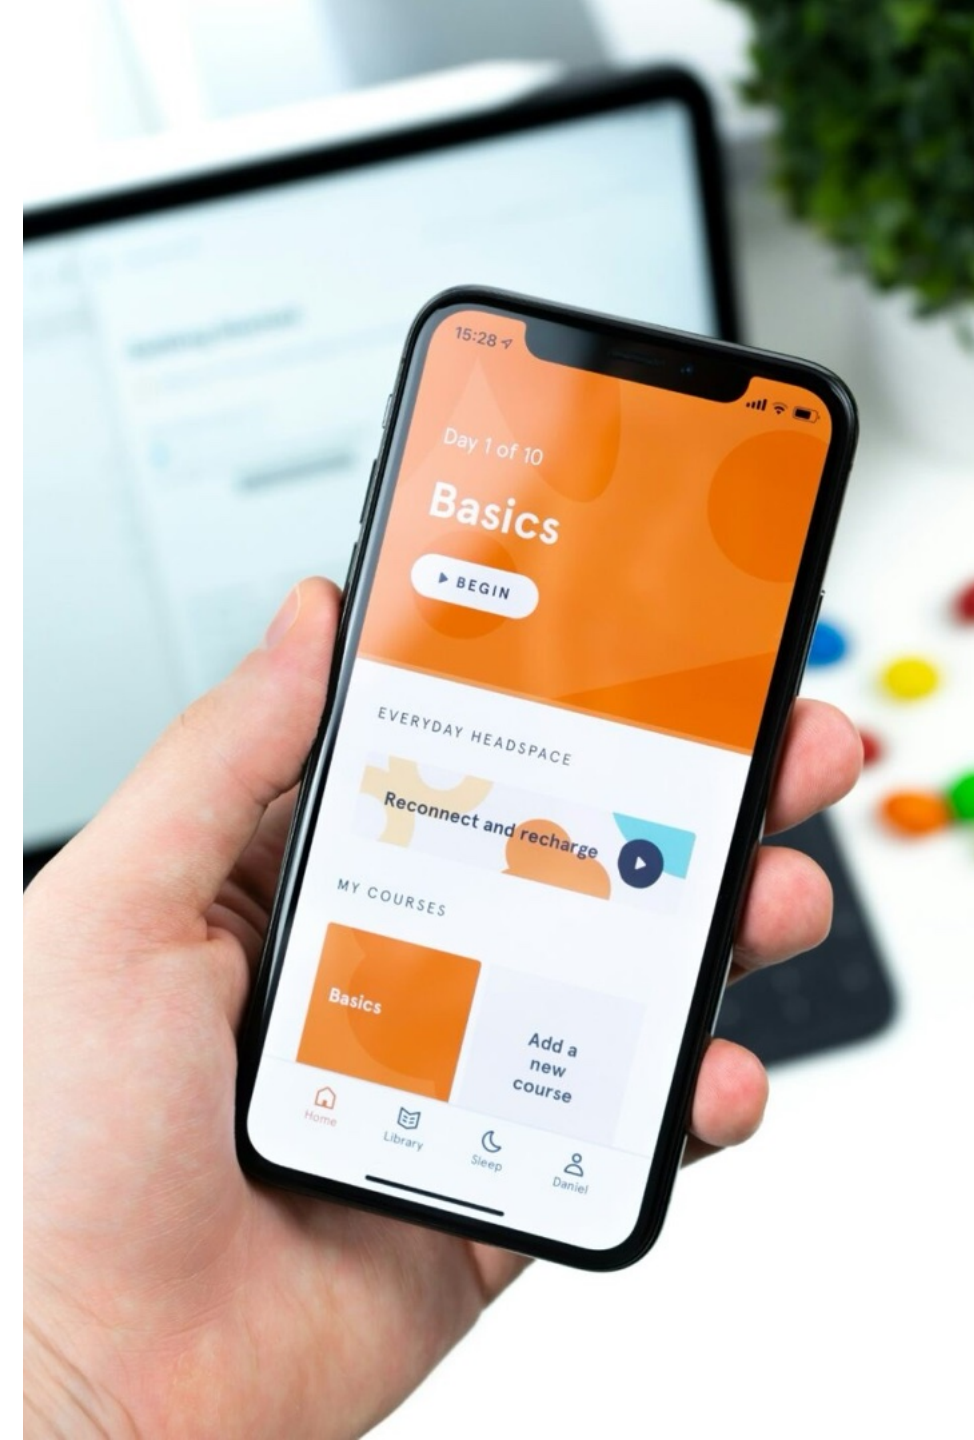 15:28
Day 1 of 10
Basics
BEGIN
EVERYDAY HEADSPACE
Reconnect and recharge
MY COURSES
Basics
Add a
new
course
Home
Library
Sleep
Daniel